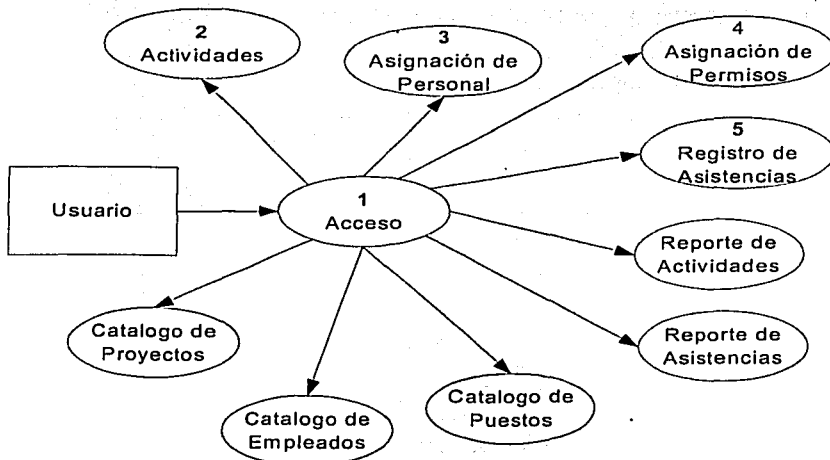 2
Actividades
3
Asignación de
Personal
4
Asignación de
Permisos
5
Registro de
Asistencias
Usuario
1
Acceso
Reporte de
Actividades
Reporte de
Asistencias
Catalogo de
Proyectos
Catalogo de
Empleados
Catalogo de
Puestos